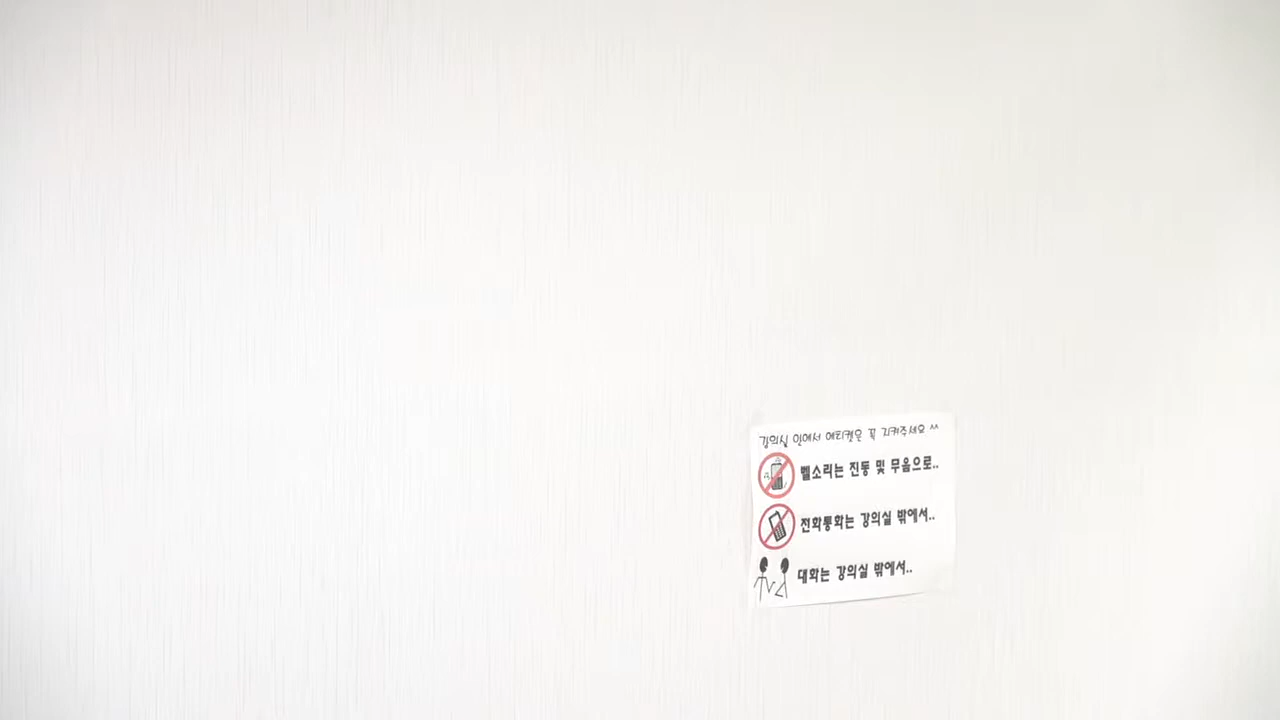 강의실 안에서 에티켓은 꼭 지켜주세요 ^^
벨소리는 진동 및 무음으로..
전화통화는 강의실 밖에서..
대화는 강의실 밖에서..